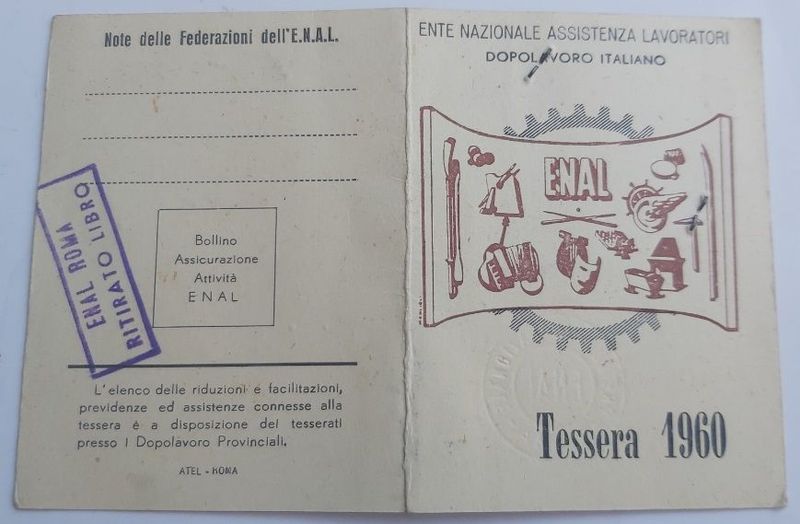 Note delle Federazioni dell'E.N.A.L.
ENAL ROMA
RITIRATO LIBRO
Bollino
Assicurazione
Attività
ENAL
L'elenco delle riduzioni e facilitazioni,
previdenze ed assistenze connesse alla
tessera è a disposizione dei tesserati
presso i Dopolavoro Provinciali.
ATEL - ROMA
ENTE NAZIONALE ASSISTENZA LAVORATORI
DOPOLAVORO ITALIANO
ENAL
Tessera 1960